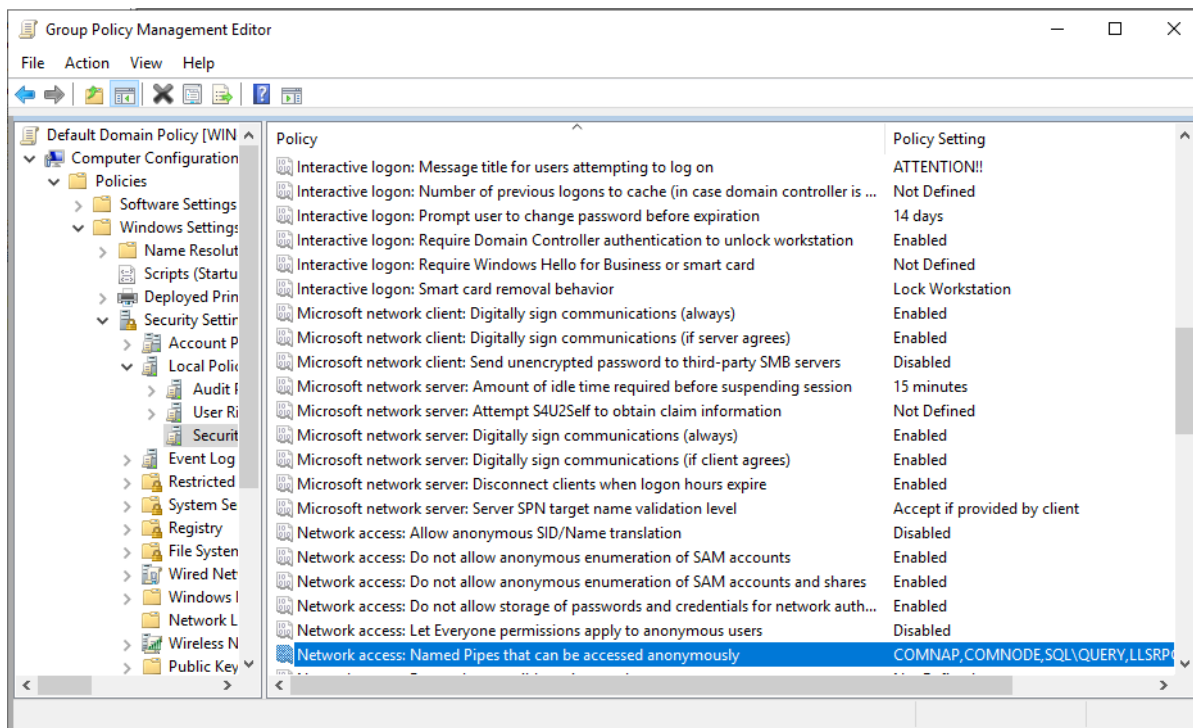 Group Policy Management Editor
File Action View Help
Default Domain Policy [WIN
Computer Configuration
Policies
Software Settings
Windows Settings
Name Resolut
Scripts (Startu
Deployed Prin
Security Settin
Account P
Local Polic
Audit P
User Ri
Securit
Event Log
Restricted
System Se
Registry
File System
Wired Net
Windows
Network L
Wireless N
Public Key
Policy Policy Setting
Interactive logon: Message title for users attempting to log on ATTENTION!!
Interactive logon: Number of previous logons to cache (in case domain controller is ... Not Defined
Interactive logon: Prompt user to change password before expiration 14 days
Interactive logon: Require Domain Controller authentication to unlock workstation Enabled
Interactive logon: Require Windows Hello for Business or smart card Not Defined
Interactive logon: Smart card removal behavior Lock Workstation
Microsoft network client: Digitally sign communications (always) Enabled
Microsoft network client: Digitally sign communications (if server agrees) Enabled
Microsoft network client: Send unencrypted password to third-party SMB servers Disabled
Microsoft network server: Amount of idle time required before suspending session 15 minutes
Microsoft network server: Attempt S4U2Self to obtain claim information Not Defined
Microsoft network server: Digitally sign communications (always) Enabled
Microsoft network server: Digitally sign communications (if client agrees) Enabled
Microsoft network server: Disconnect clients when logon hours expire Enabled
Microsoft network server: Server SPN target name validation level Accept if provided by client
Network access: Allow anonymous SID/Name translation Disabled
Network access: Do not allow anonymous enumeration of SAM accounts Enabled
Network access: Do not allow anonymous enumeration of SAM accounts and shares Enabled
Network access: Do not allow storage of passwords and credentials for network auth... Enabled
Network access: Let Everyone permissions apply to anonymous users Disabled
Network access: Named Pipes that can be accessed anonymously COMNAP,COMNODE,SQL\QUERY,LLSRPC